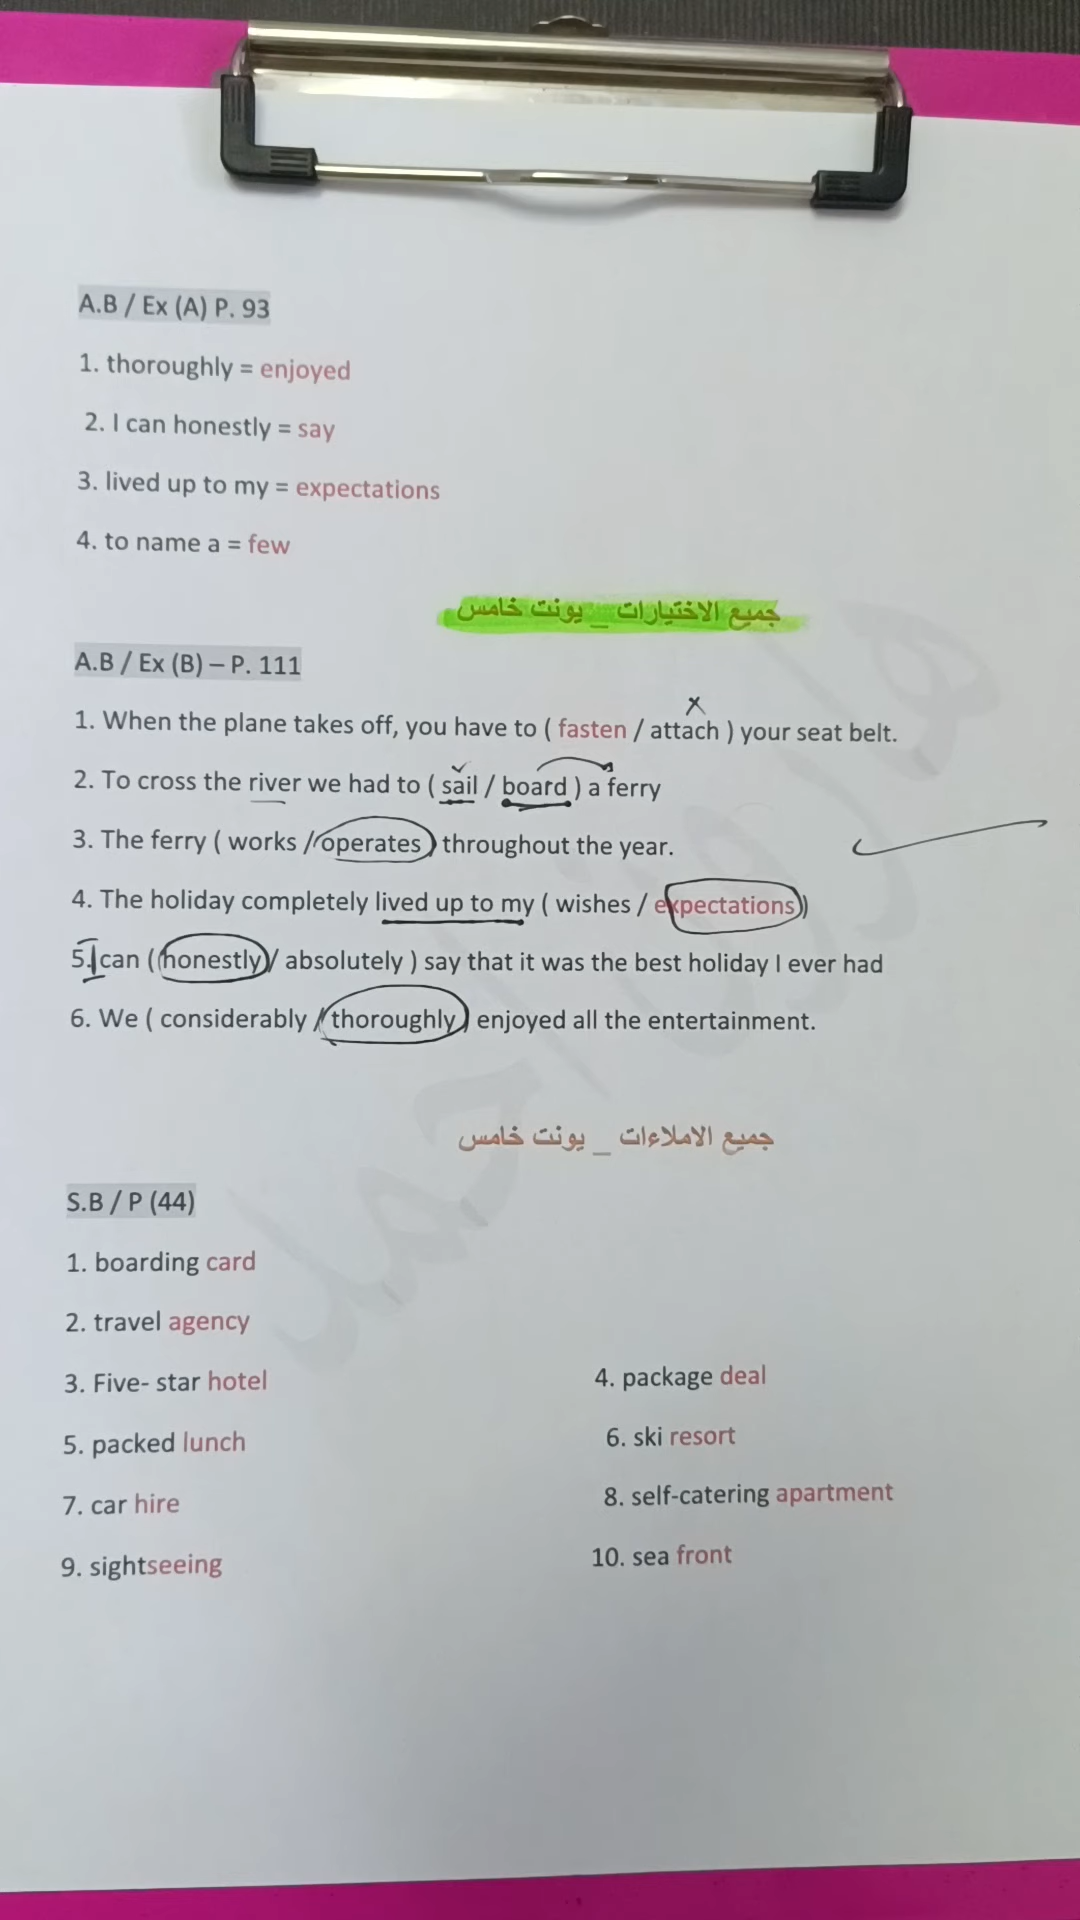 A.B / Ex (A) P. 93
1. thoroughly = enjoyed
2. I can honestly = say
3. lived up to my = expectations
4. to name a = few
جميع الاختيارات _ يونت خامس
A.B / Ex (B) – P. 111
1. When the plane takes off, you have to ( fasten / attach ) your seat belt.
2. To cross the river we had to ( sail / board ) a ferry
3. The ferry ( works / operates ) throughout the year.
4. The holiday completely lived up to my ( wishes / expectations )
5. I can ( honestly / absolutely ) say that it was the best holiday I ever had
6. We ( considerably / thoroughly ) enjoyed all the entertainment.
جميع الاملاءات _ يونت خامس
S.B / P (44)
1. boarding card
2. travel agency
3. Five- star hotel
4. package deal
5. packed lunch
6. ski resort
7. car hire
8. self-catering apartment
9. sightseeing
10. sea front